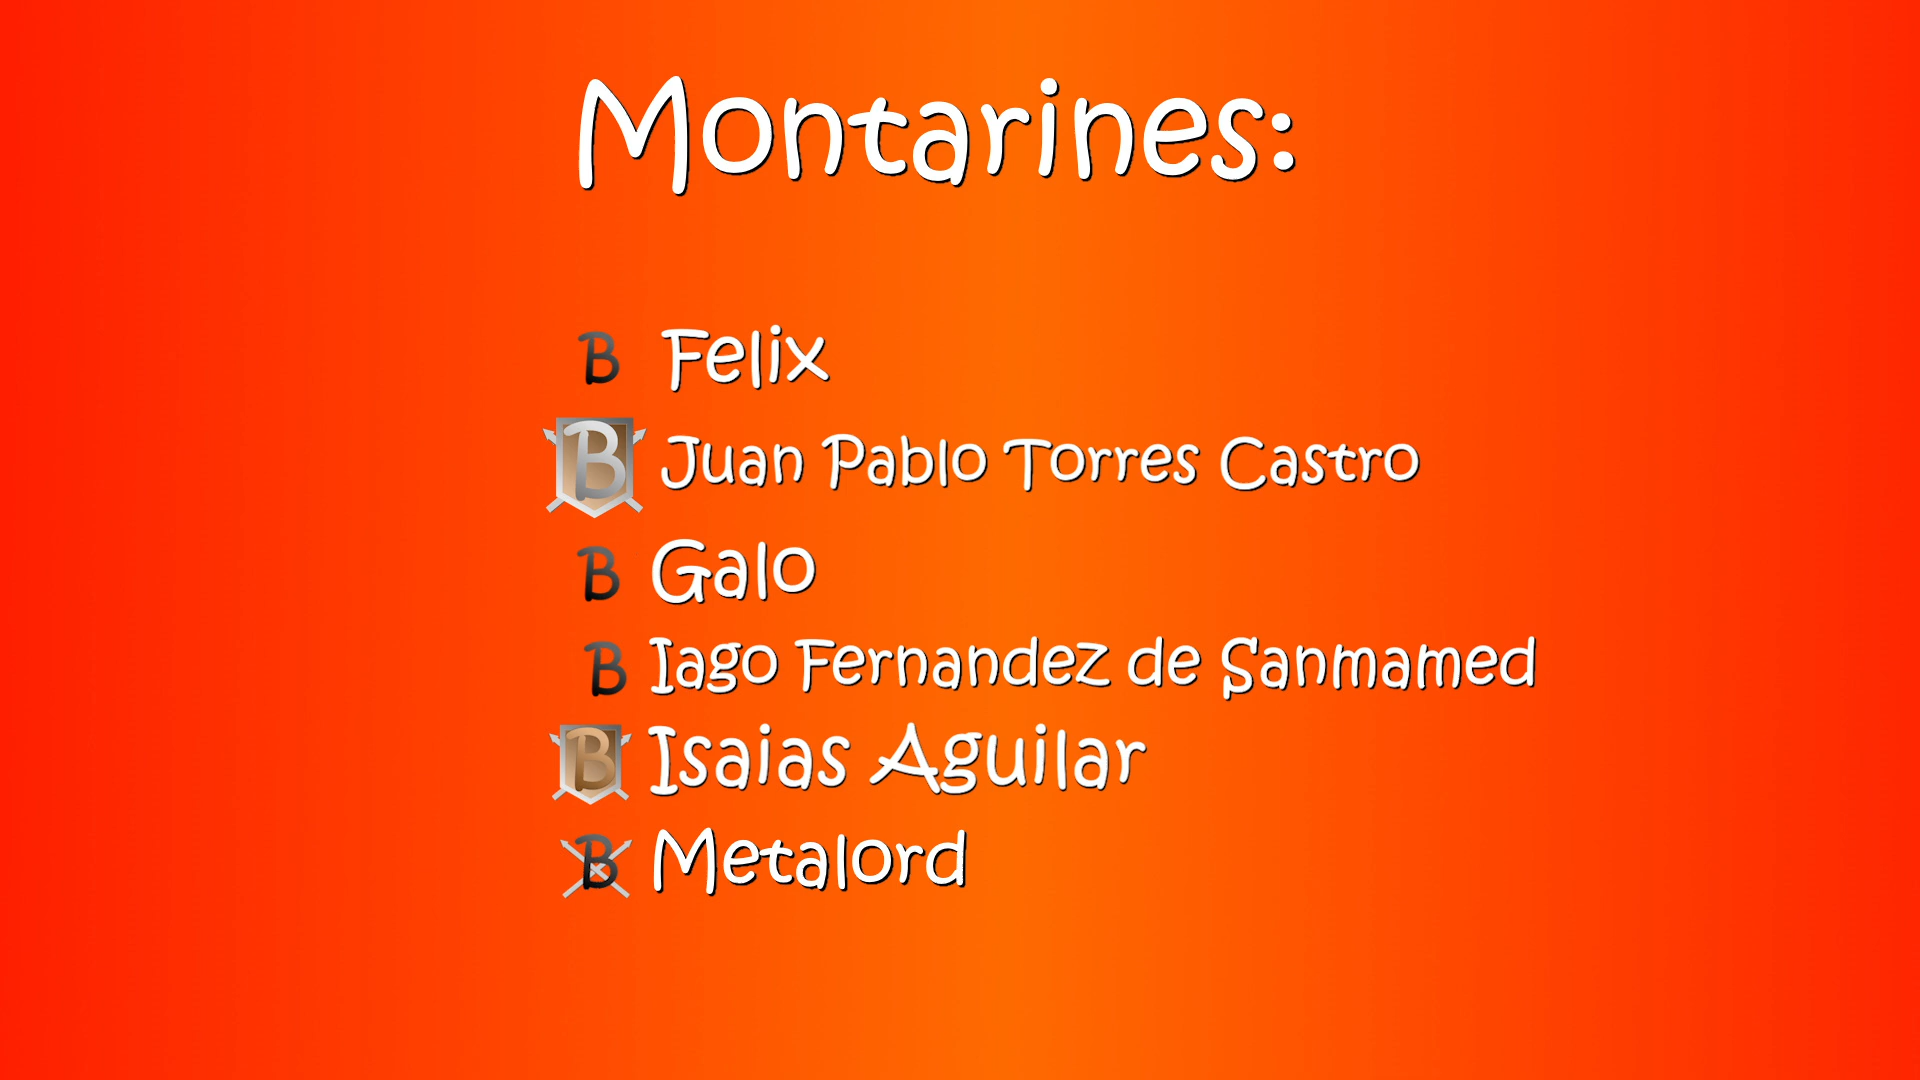 Montarines:
B Felix
B Juan Pablo Torres Castro
B Galo
B Iago Fernandez de Sanmamed
B Isaias Aguilar
B Metalord